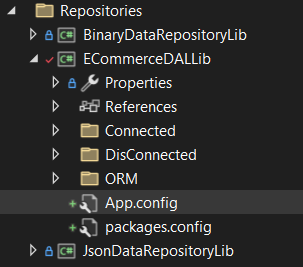 Repositories
C# BinaryDataRepositoryLib
C# ECommerceDALLib
Properties
References
Connected
DisConnected
ORM
App.config
packages.config
C# JsonDataRepositoryLib